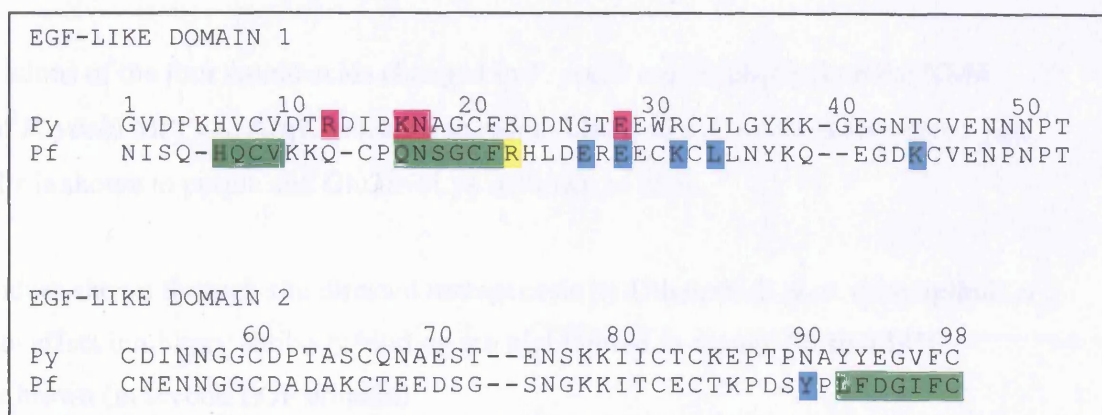 EGF-LIKE DOMAIN 1
1 10 20 30 40 50
Py GVDPKHVCVDTRDIPKNAGCFRDDNGTEEWRCLLGYKK-GEGNTCVENNNPT
Pf NISQ-HQCVKKQ-CPQNSGCFRHLDEREECKCLLNYKQ--EGDKCVENPNPT
EGF-LIKE DOMAIN 2
60 70 80 90 98
Py CDINNGGCDPTASCQNAEST--ENSKKIICTCKEPTPNAYYEGVFC
Pf CNENNGGCDADAKCTEEDSG--SNGKKITCECTKPDSYPLFDGIFC